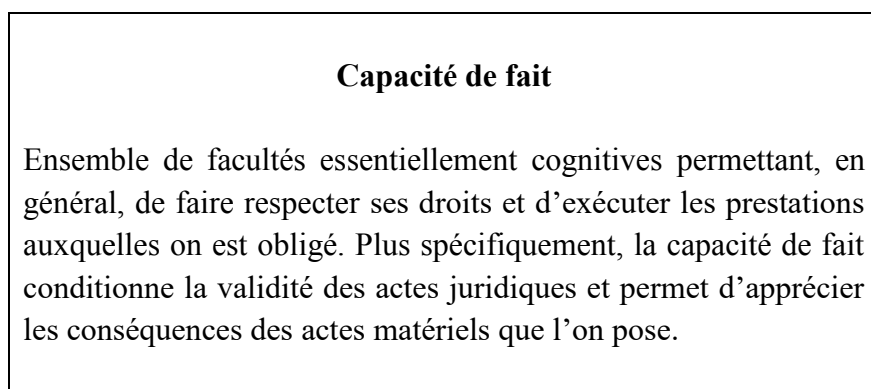 Capacité de fait
Ensemble de facultés essentiellement cognitives permettant, en
général, de faire respecter ses droits et d’exécuter les prestations
auxquelles on est obligé. Plus spécifiquement, la capacité de fait
conditionne la validité des actes juridiques et permet d’apprécier
les conséquences des actes matériels que l’on pose.